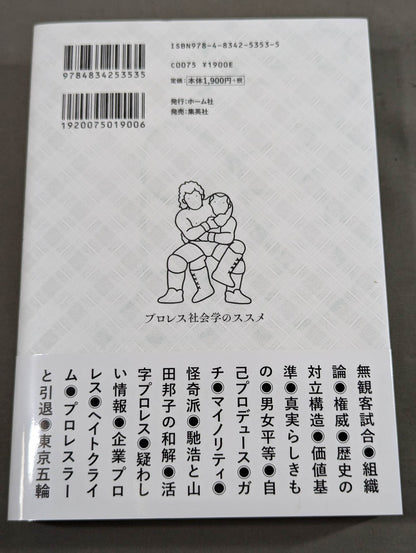 ISBN978-4-8342-5353-5
C0075 ¥1900E
定価：本体1,900円+税
発行：ホーム社
発売：集英社
9784834253535
1920075019006
プロレス社会学のススメ
無観客試合●組織
論●権威●歴史の
対立構造●価値基
準●真実らしきも
の●男女平等●自
己プロデュース●ガ
チ●マイノリティ●
怪奇派●馳浩と山
田邦子の和解●活
字プロレス●疑わし
い情報●企業プロ
レス●ヘイトクライ
ム●プロレスラー
と引退●東京五輪